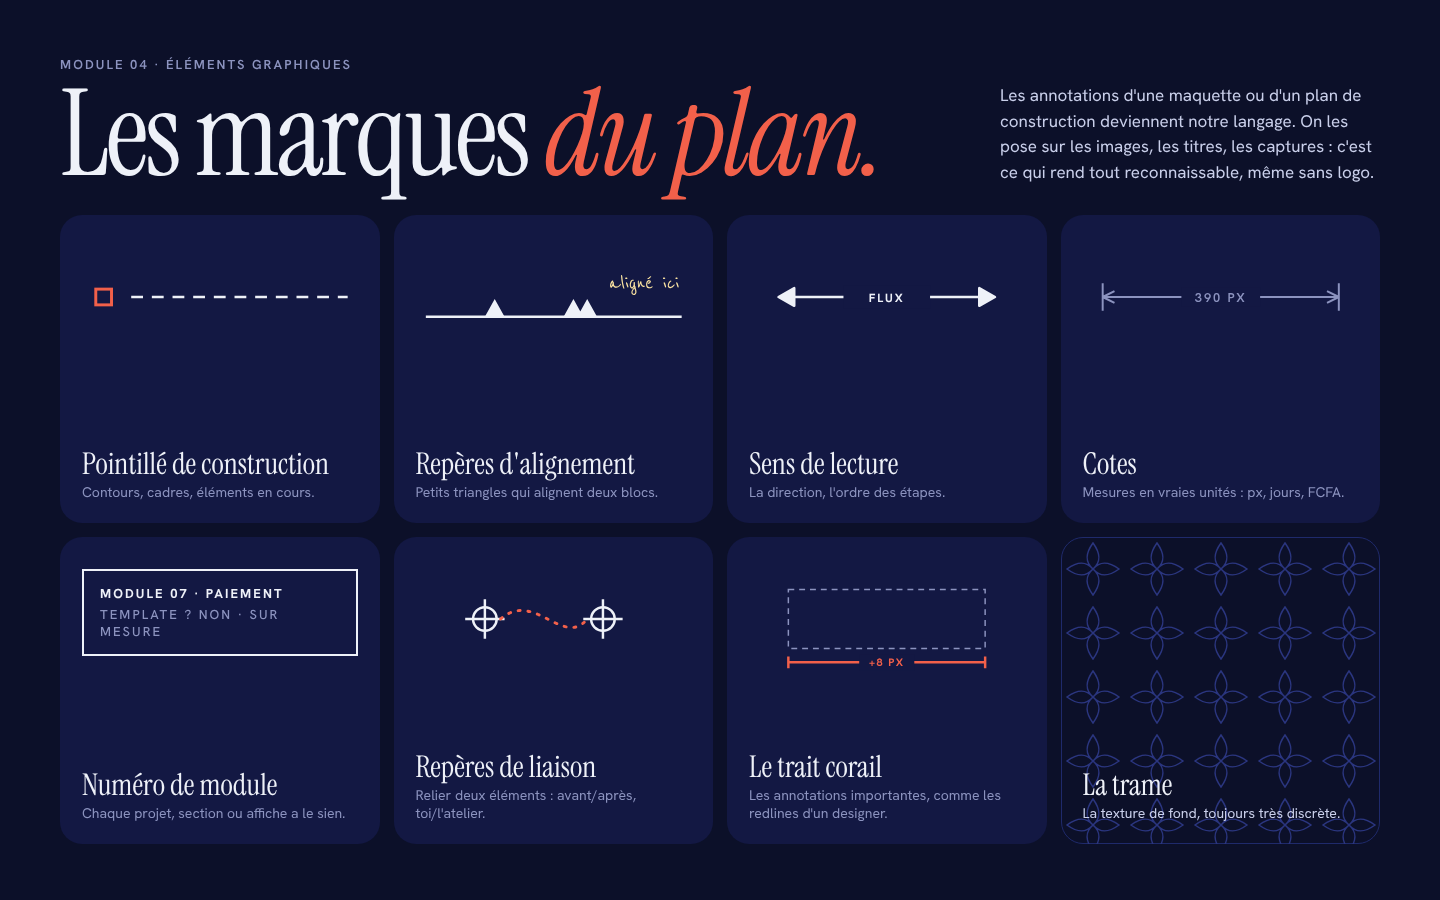 MODULE 04 · ÉLÉMENTS GRAPHIQUES
Les marques du plan.
Les annotations d'une maquette ou d'un plan de
construction deviennent notre langage. On les
pose sur les images, les titres, les captures : c'est
ce qui rend tout reconnaissable, même sans logo.
Pointillé de construction
Contours, cadres, éléments en cours.
aligné ici
Repères d'alignement
Petits triangles qui alignent deux blocs.
FLUX
Sens de lecture
La direction, l'ordre des étapes.
390 PX
Cotes
Mesures en vraies unités : px, jours, FCFA.
MODULE 07 · PAIEMENT
TEMPLATE ? NON · SUR
MESURE
Numéro de module
Chaque projet, section ou affiche a le sien.
Repères de liaison
Relier deux éléments : avant/après,
toi/l'atelier.
+8 PX
Le trait corail
Les annotations importantes, comme les
redlines d'un designer.
La trame
La texture de fond, toujours très discrète.